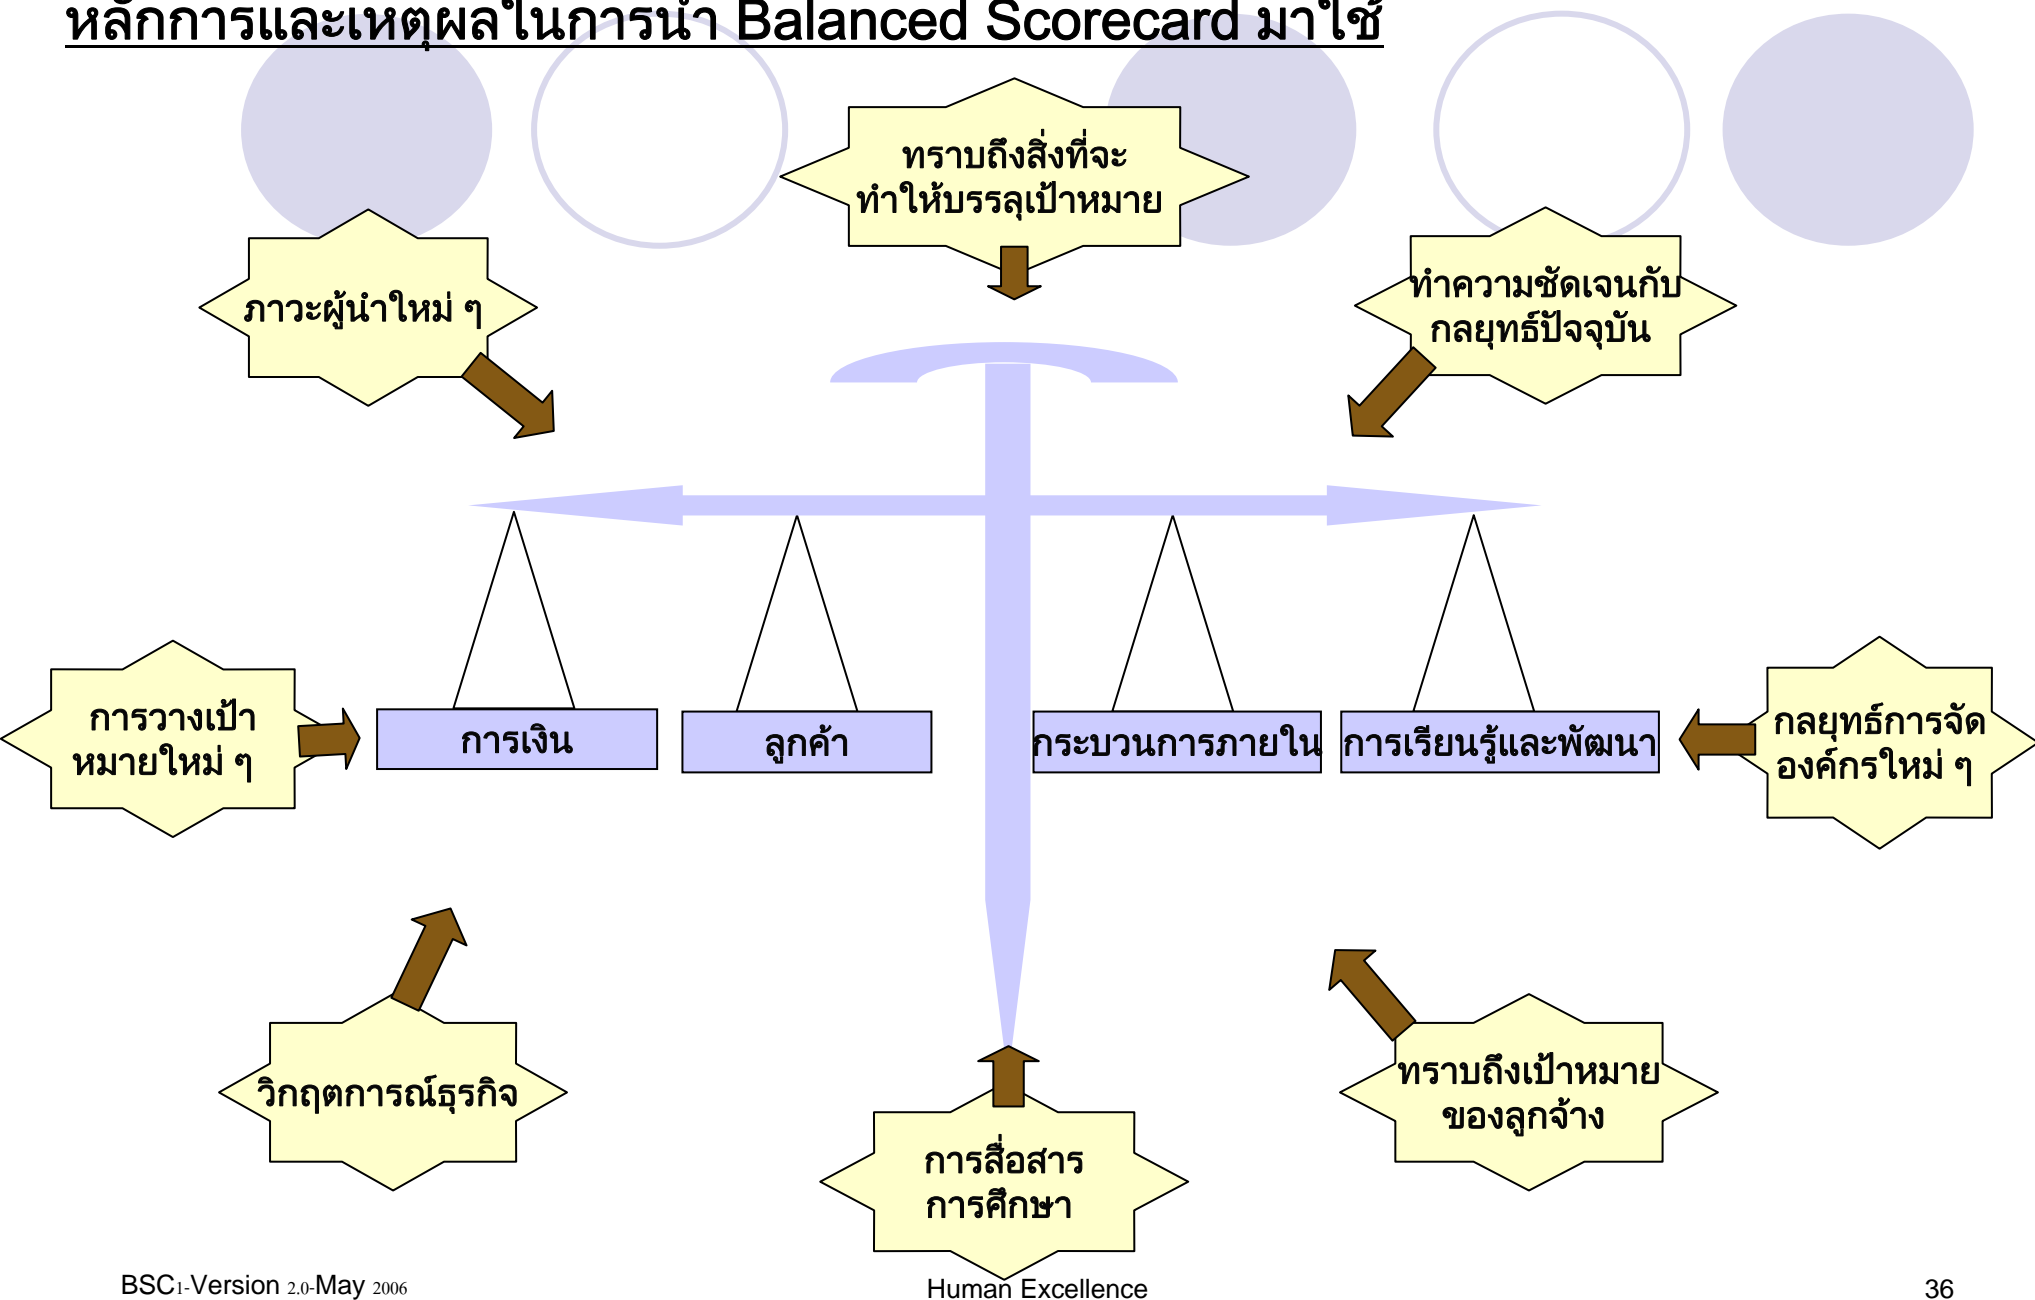 หลักการและเหตุผลในการนำ Balanced Scorecard มาใช้
ทราบถึงสิ่งที่จะ
ทำให้บรรลุเป้าหมาย
ภาวะผู้นำใหม่ ๆ
ทำความชัดเจนกับ
กลยุทธ์ปัจจุบัน
การวางเป้า
หมายใหม่ ๆ
การเงิน
ลูกค้า
กระบวนการภายใน
การเรียนรู้และพัฒนา
กลยุทธ์การจัด
องค์กรใหม่ ๆ
วิกฤตการณ์ธุรกิจ
การสื่อสาร
การศึกษา
ทราบถึงเป้าหมาย
ของลูกจ้าง
BSC1-Version 2.0-May 2006
Human Excellence
36